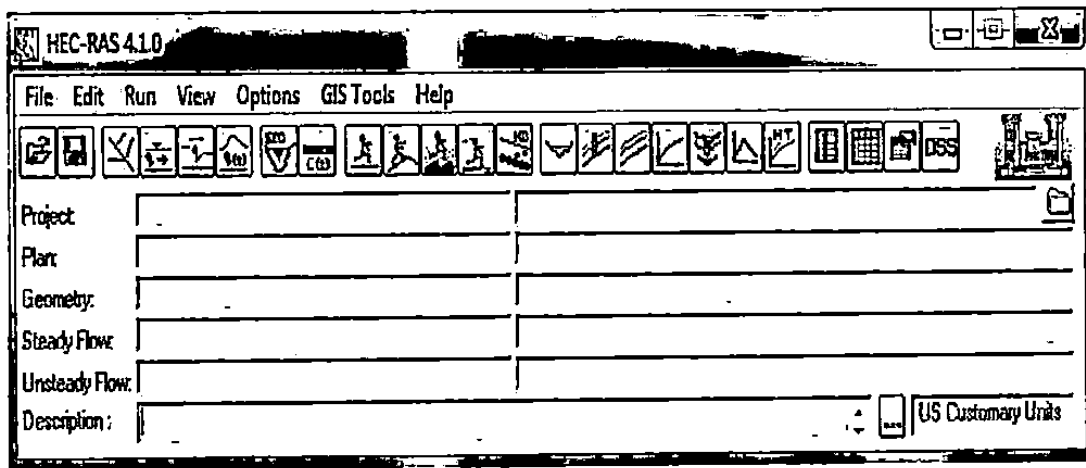 HEC-RAS 4.1.0
File Edit Run View Options GIS Tools Help
DSS
Project:
Plan:
Geometry:
Steady Flow:
Unsteady Flow:
Description :
... US Customary Units